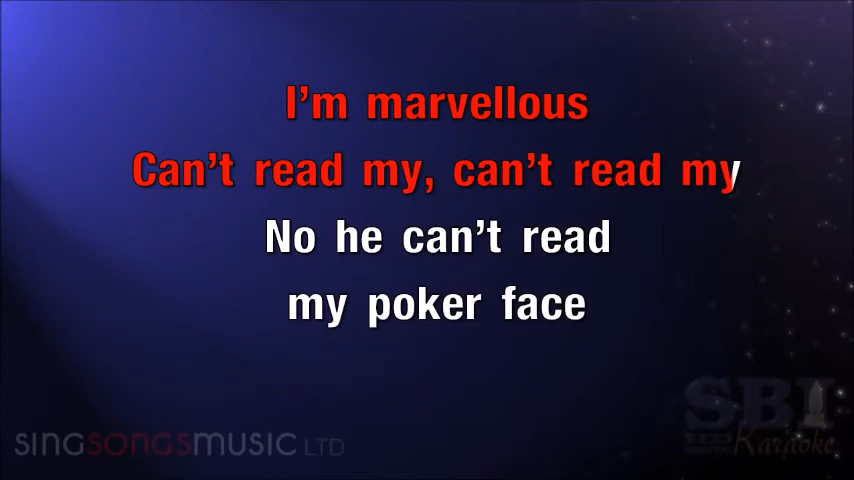 I'm marvellous
Can't read my, can't read my
No he can't read
my poker face
SBI
Karaoke
singsongsmusic LTD